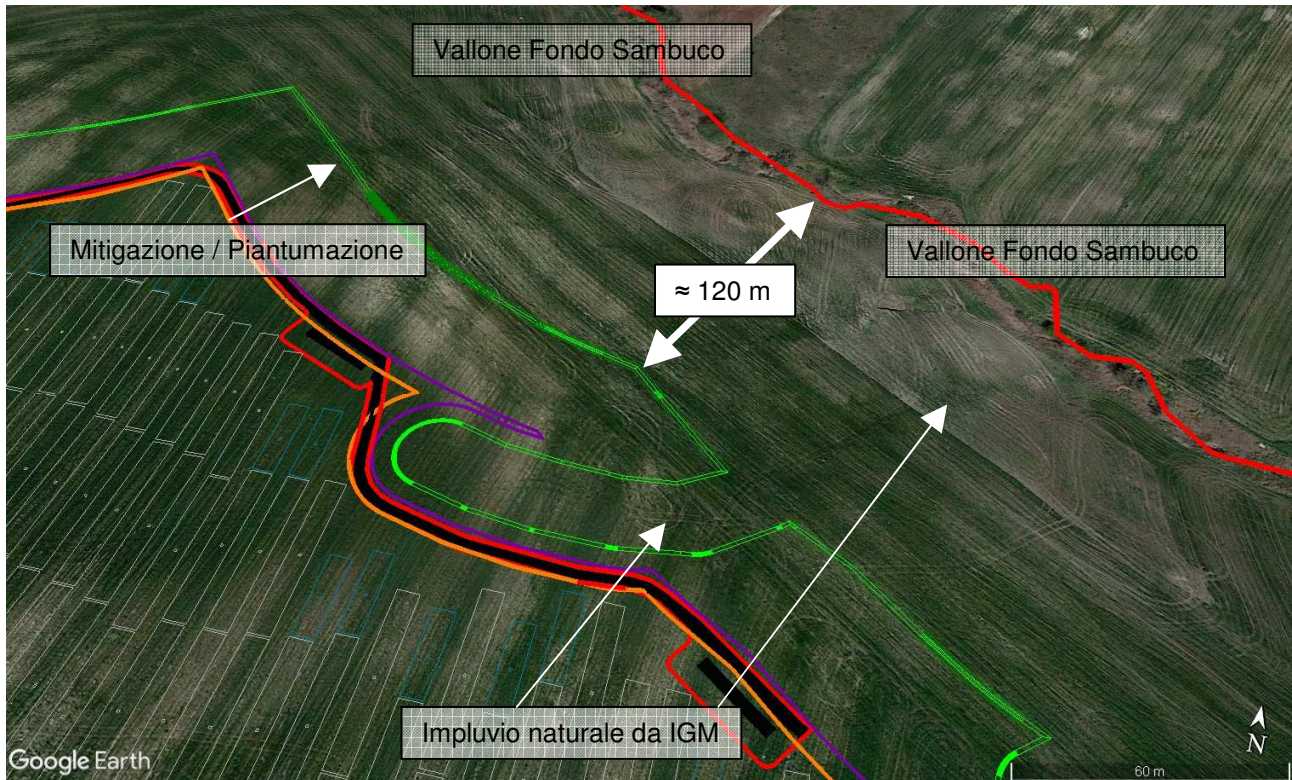 Vallone Fondo Sambuco
Mitigazione / Piantumazione
Vallone Fondo Sambuco
≈ 120 m
Impluvio naturale da IGM
N
Google Earth
60 m